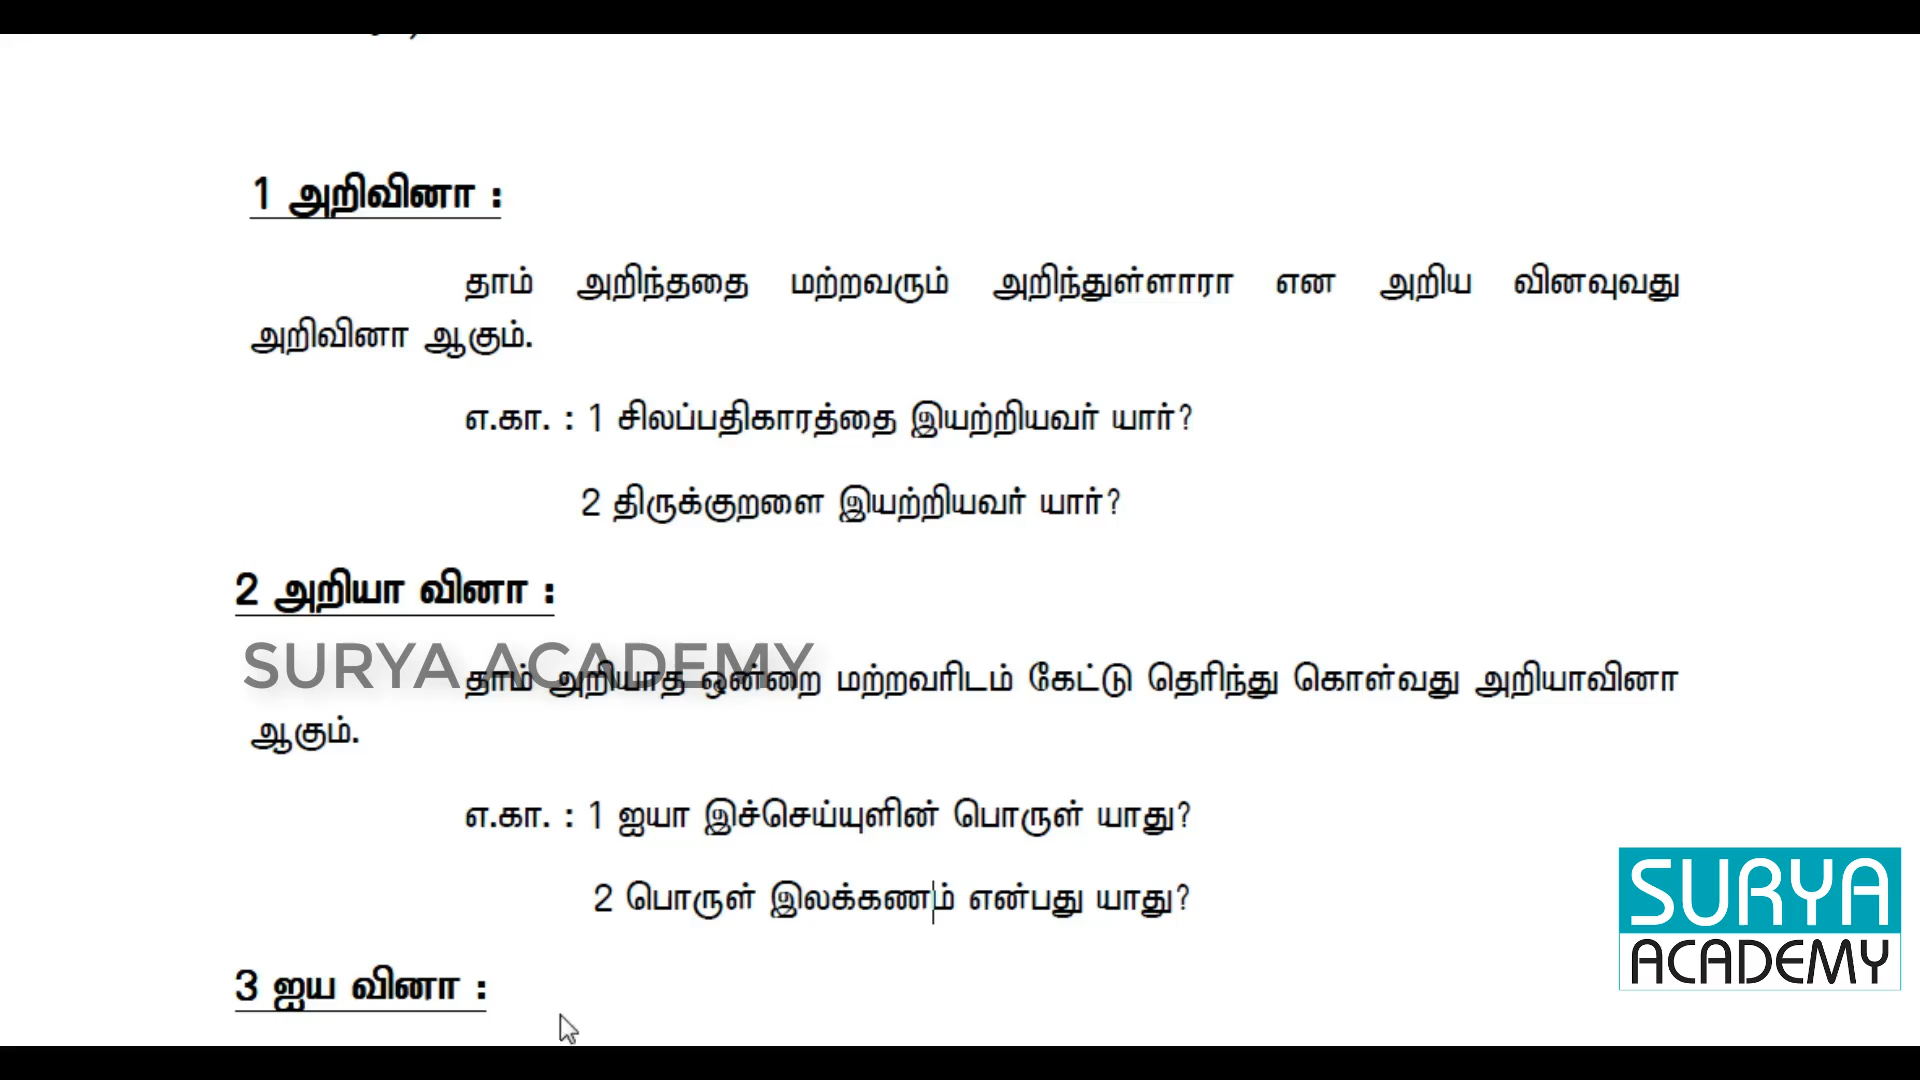 1 அறிவினா :
தாம் அறிந்ததை மற்றவரும் அறிந்துள்ளாரா என அறிய வினவுவது
அறிவினா ஆகும்.
எ.கா. : 1 சிலப்பதிகாரத்தை இயற்றியவர் யார்?
2 திருக்குறளை இயற்றியவர் யார்?
2 அறியா வினா :
SURYA ACADEMY
தாம் அறியாத ஒன்றை மற்றவரிடம் கேட்டு தெரிந்து கொள்வது அறியாவினா
ஆகும்.
எ.கா. : 1 ஐயா இச்செய்யுளின் பொருள் யாது?
2 பொருள் இலக்கணம் என்பது யாது?
3 ஐய வினா :
SURYA
ACADEMY